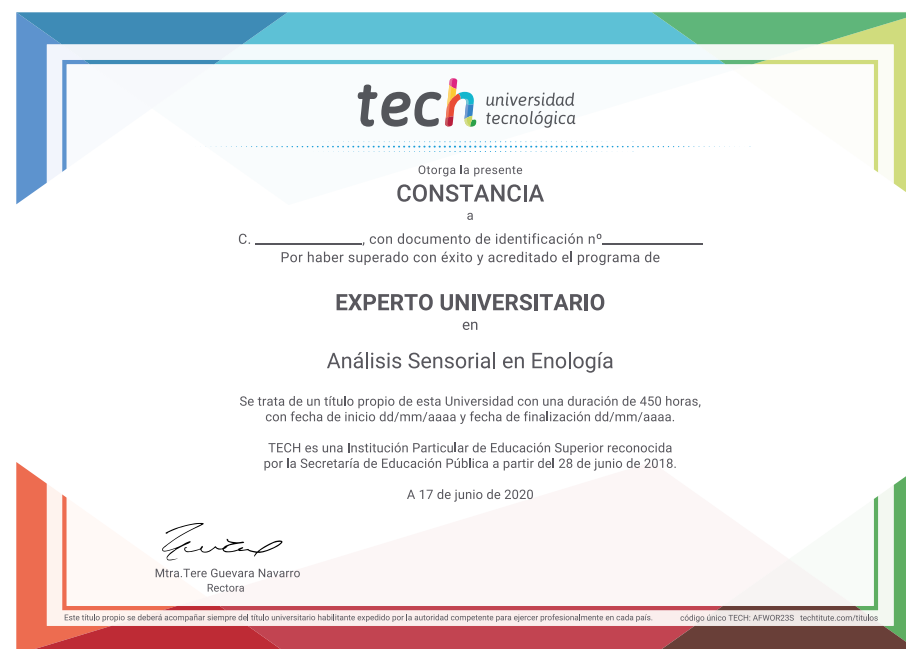 tech universidad
tecnológica
Otorga la presente
CONSTANCIA
a
C. ____________, con documento de identificación nº____________
Por haber superado con éxito y acreditado el programa de
EXPERTO UNIVERSITARIO
en
Análisis Sensorial en Enología
Se trata de un título propio de esta Universidad con una duración de 450 horas,
con fecha de inicio dd/mm/aaaa y fecha de finalización dd/mm/aaaa.
TECH es una Institución Particular de Educación Superior reconocida
por la Secretaría de Educación Pública a partir del 28 de junio de 2018.
A 17 de junio de 2020
Mtra.Tere Guevara Navarro
Rectora
Este título propio se deberá acompañar siempre del título universitario habilitante expedido por la autoridad competente para ejercer profesionalmente en cada país. código único TECH: AFWOR23S techtitute.com/titulos